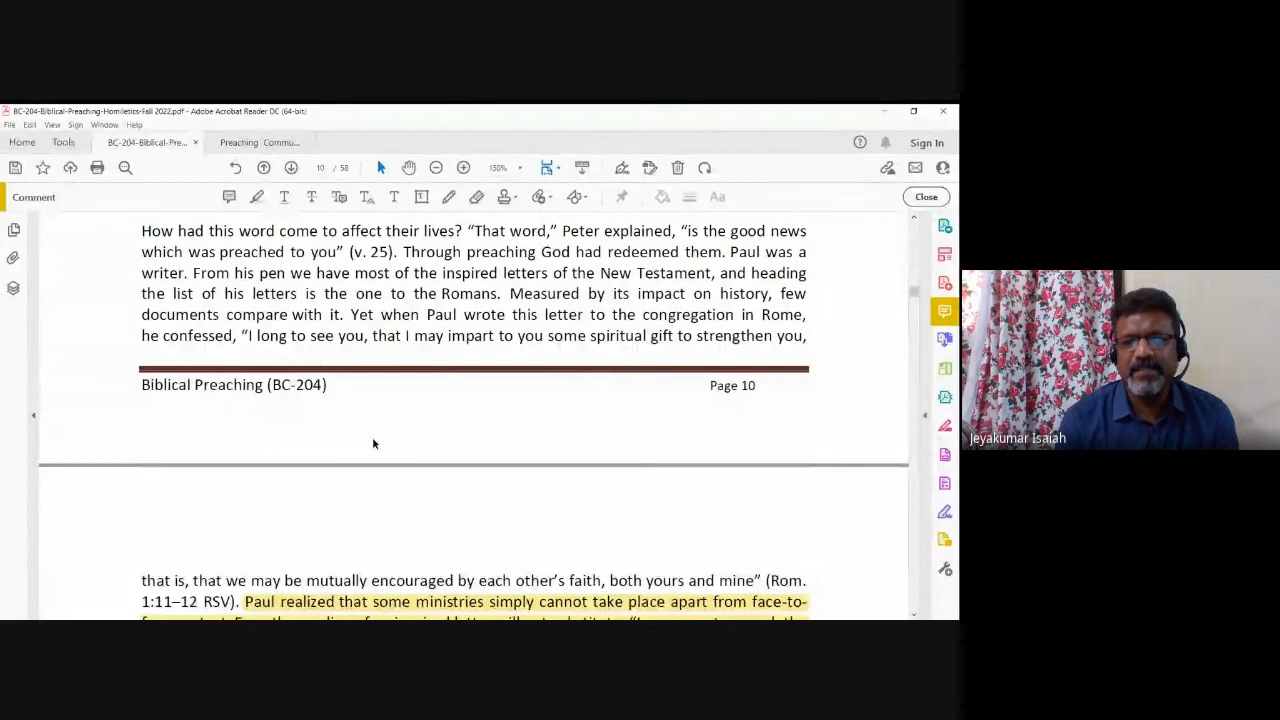 BC-204-Biblical-Preaching-Homiletics-Fall 2022.pdf - Adobe Acrobat Reader DC (64-bit)
File Edit View Sign Window Help
Home Tools BC-204-Biblical-Pre... × Preaching Commu... Sign In
10 / 58 150%
Comment Close
How had this word come to affect their lives? “That word,” Peter explained, “is the good news
which was preached to you” (v. 25). Through preaching God had redeemed them. Paul was a
writer. From his pen we have most of the inspired letters of the New Testament, and heading
the list of his letters is the one to the Romans. Measured by its impact on history, few
documents compare with it. Yet when Paul wrote this letter to the congregation in Rome,
he confessed, “I long to see you, that I may impart to you some spiritual gift to strengthen you,
Biblical Preaching (BC-204) Page 10
that is, that we may be mutually encouraged by each other’s faith, both yours and mine” (Rom.
1:11–12 RSV). Paul realized that some ministries simply cannot take place apart from face-to-
Jeyakumar Isaiah